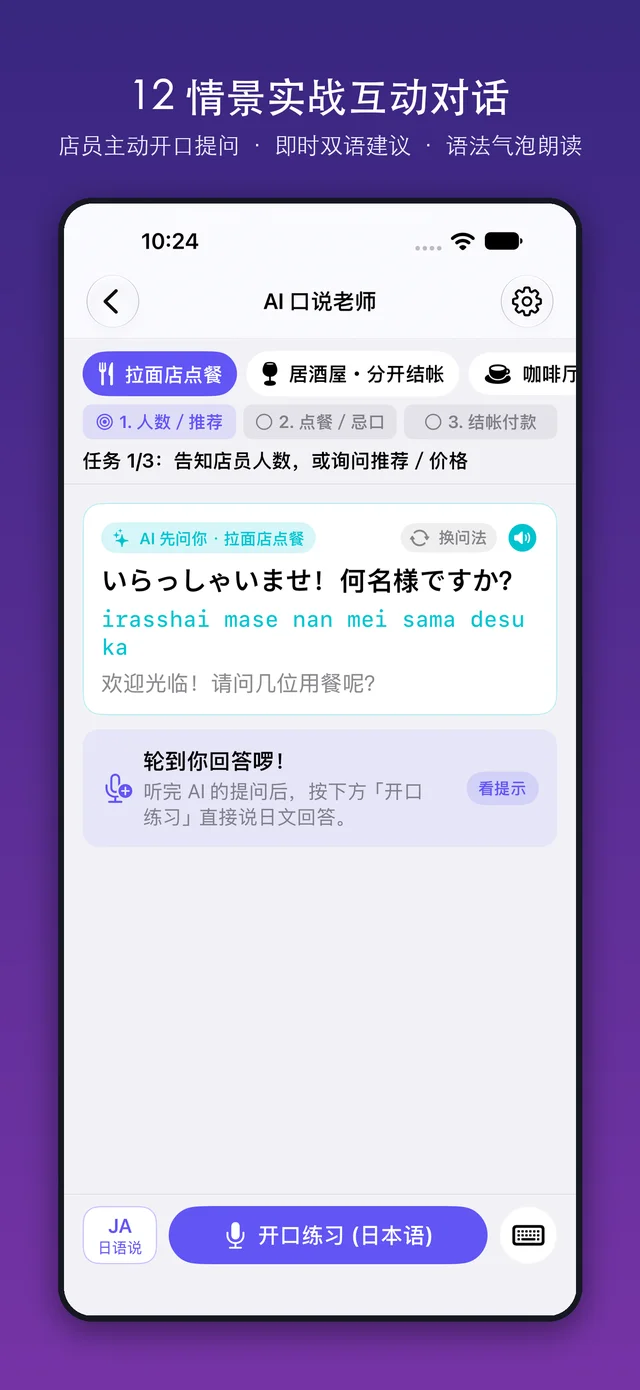 12 情景实战互动对话
店员主动开口提问 · 即时双语建议 · 语法气泡朗读
10:24
AI 口说老师
拉面店点餐
居酒屋・分开结帐
咖啡厅
1. 人数 / 推荐
2. 点餐 / 忌口
3. 结帐付款
任务 1/3：告知店员人数，或询问推荐 / 价格
AI 先问你 · 拉面店点餐
换问法
いらっしゃいませ！何名様ですか?
irasshai mase nan mei sama desu
ka
欢迎光临！请问几位用餐呢?
轮到你回答啰！
听完 AI 的提问后，按下方「开口
练习」直接说日文回答。
看提示
JA
日语说
开口练习 (日本语)